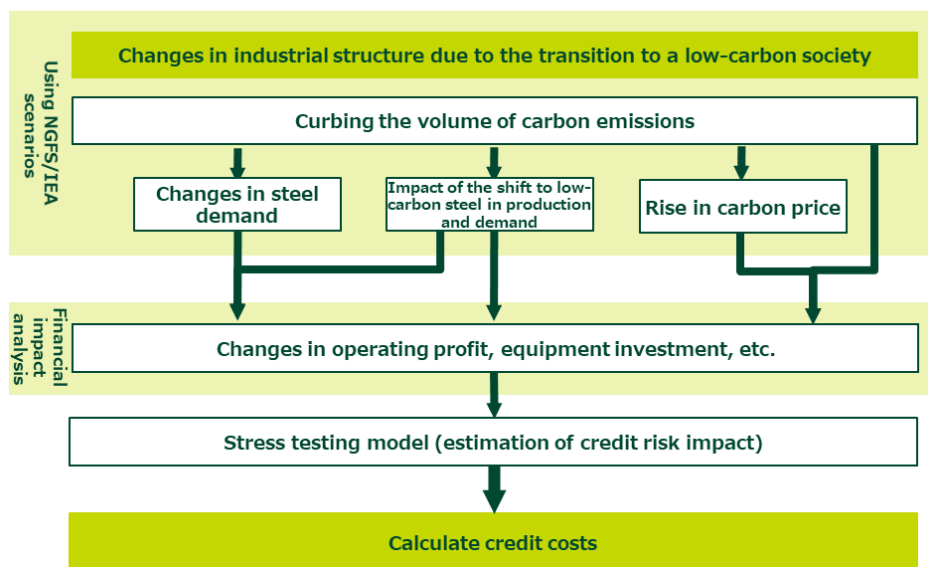 Using NGFS/IEA
scenarios
Changes in industrial structure due to the transition to a low-carbon society
Curbing the volume of carbon emissions
Changes in steel
demand
Impact of the shift to low-
carbon steel in production
and demand
Rise in carbon price
Financial
impact
analysis
Changes in operating profit, equipment investment, etc.
Stress testing model (estimation of credit risk impact)
Calculate credit costs